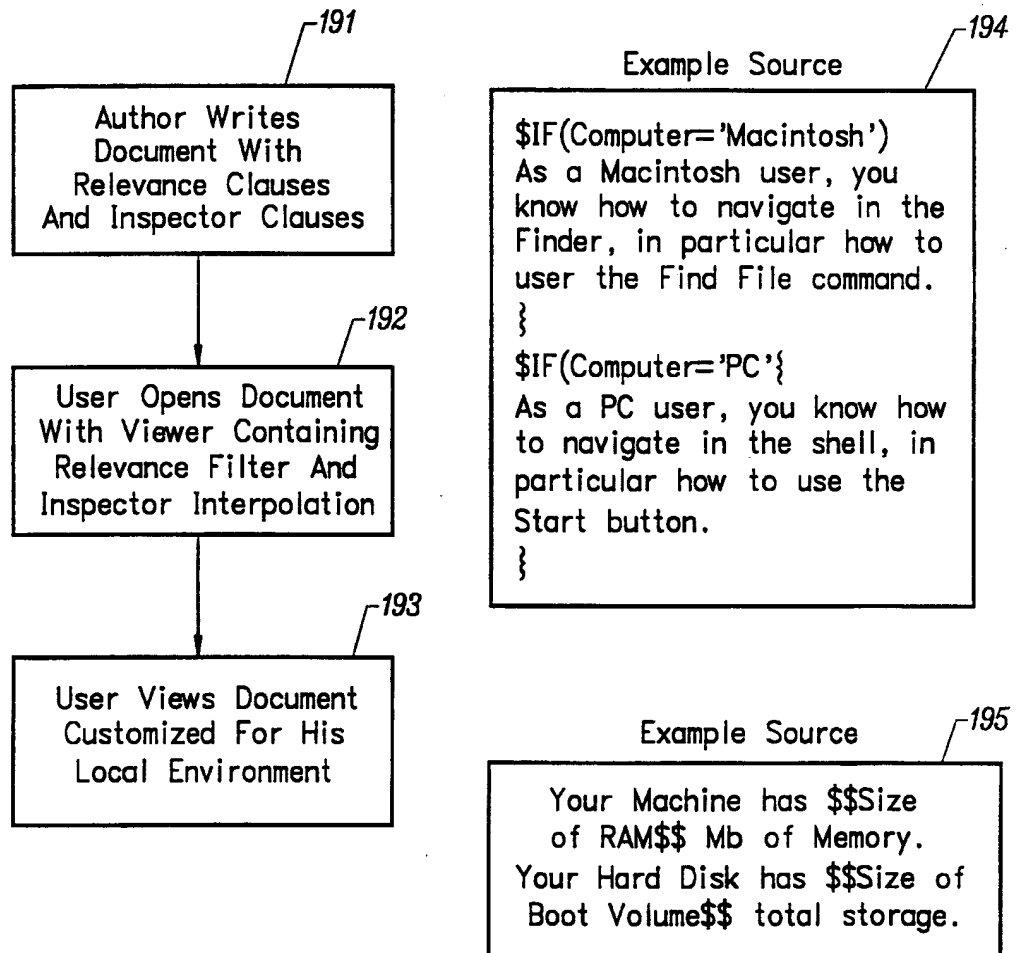 191
Author Writes
Document With
Relevance Clauses
And Inspector Clauses
192
User Opens Document
With Viewer Containing
Relevance Filter And
Inspector Interpolation
193
User Views Document
Customized For His
Local Environment
194
Example Source
$IF(Computer='Macintosh')
As a Macintosh user, you
know how to navigate in the
Finder, in particular how to
user the Find File command.
}
$IF(Computer='PC'{
As a PC user, you know how
to navigate in the shell, in
particular how to use the
Start button.
}
195
Example Source
Your Machine has $$Size
of RAM$$ Mb of Memory.
Your Hard Disk has $$Size of
Boot Volume$$ total storage.